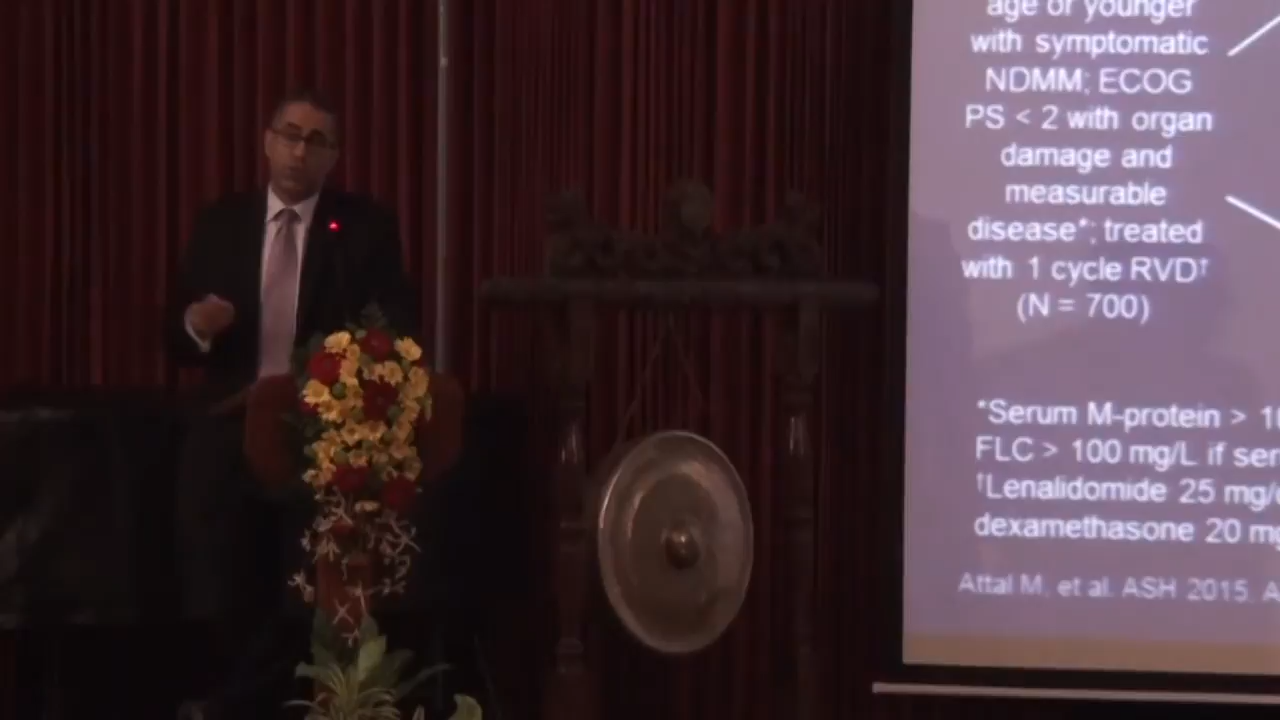 age or younger
with symptomatic
NDMM; ECOG
PS < 2 with organ
damage and
measurable
disease*; treated
with 1 cycle RVD†
(N = 700)
*Serum M-protein > 
FLC > 100 mg/L if
†Lenalidomide 25
dexamethasone 20
Attal M, et al. ASH 2015.